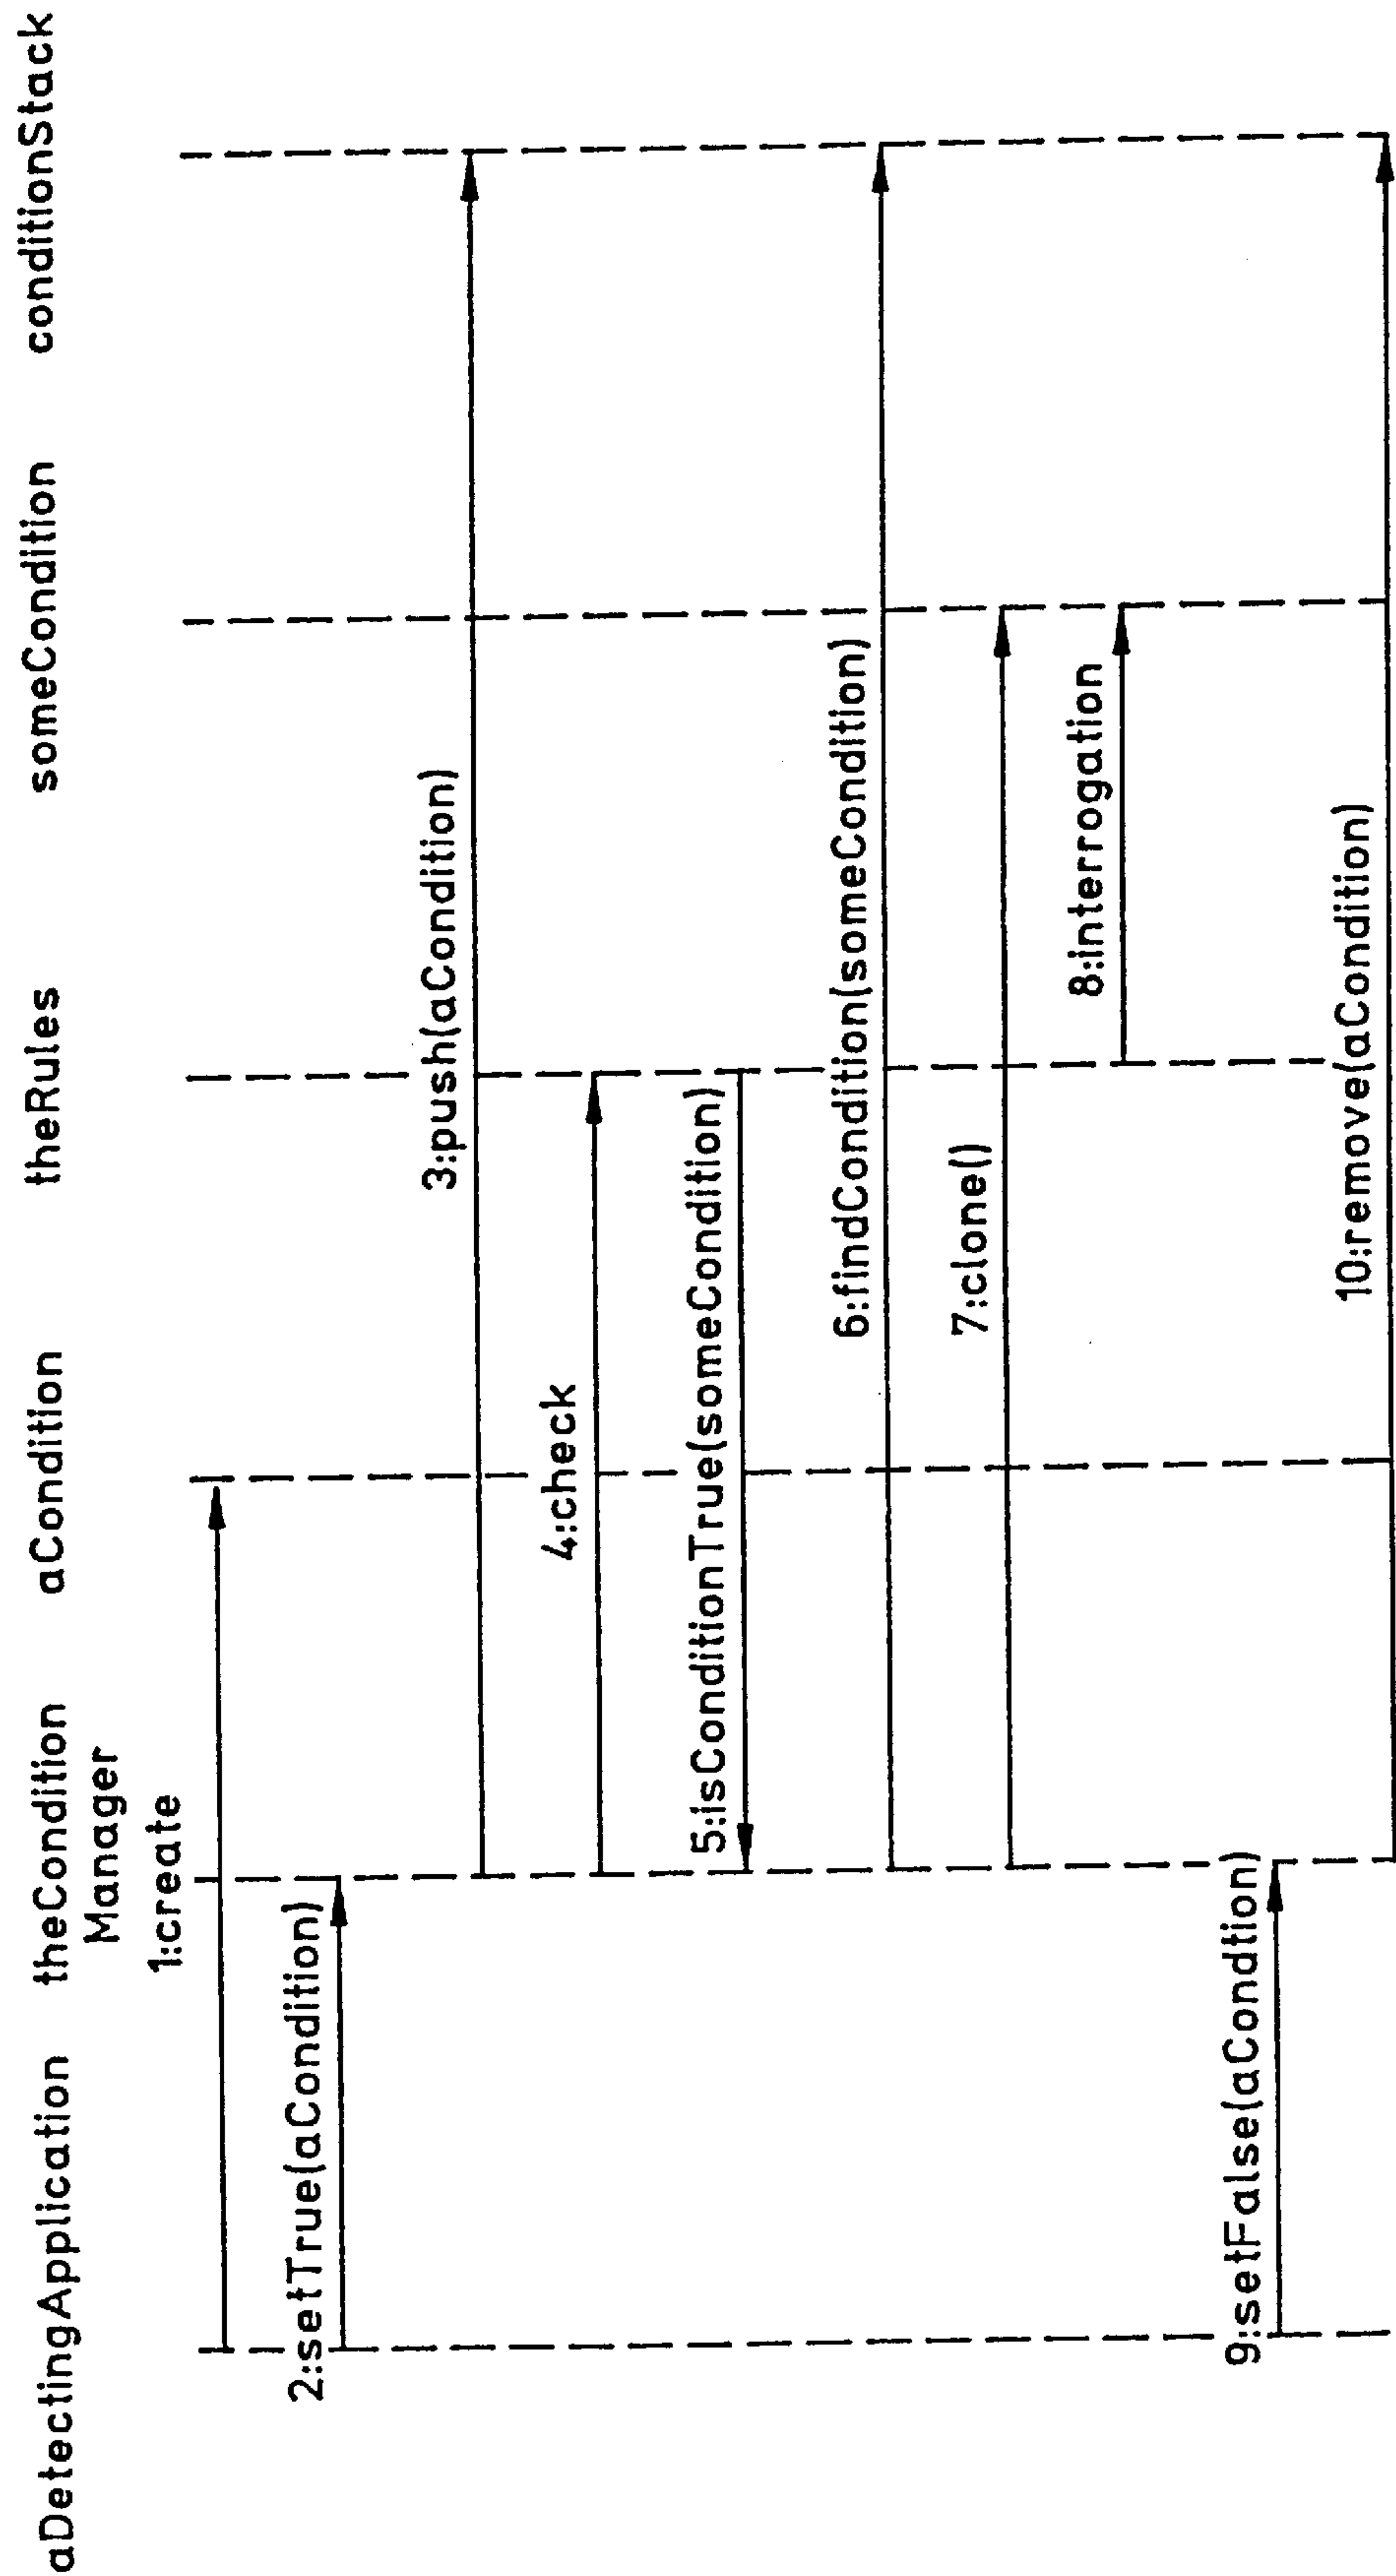 aDetectingApplication theCondition Manager aCondition theRules someCondition conditionStack
1:create
2:setTrue(aCondition)
3:push(aCondition)
4:check
5:isConditionTrue(someCondition)
6:findCondition(someCondition)
7:clone()
8:interrogation
9:setFalse(aCondtion)
10:remove(aCondition)